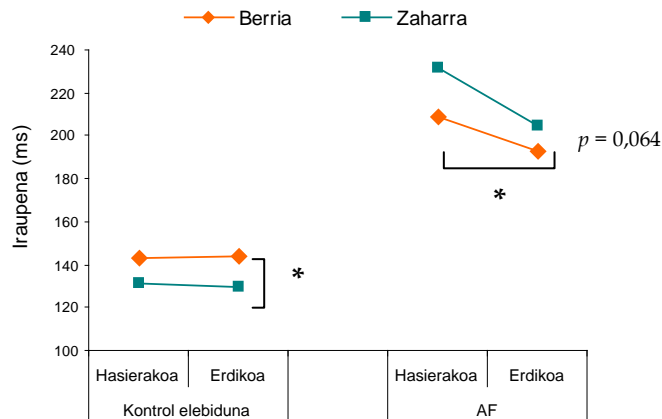 Berria Zaharra
240
220
200
180
160
140
120
100
Iraupena (ms)
p = 0,064
*
*
Hasierakoa Erdikoa Hasierakoa Erdikoa
Kontrol elebiduna AF